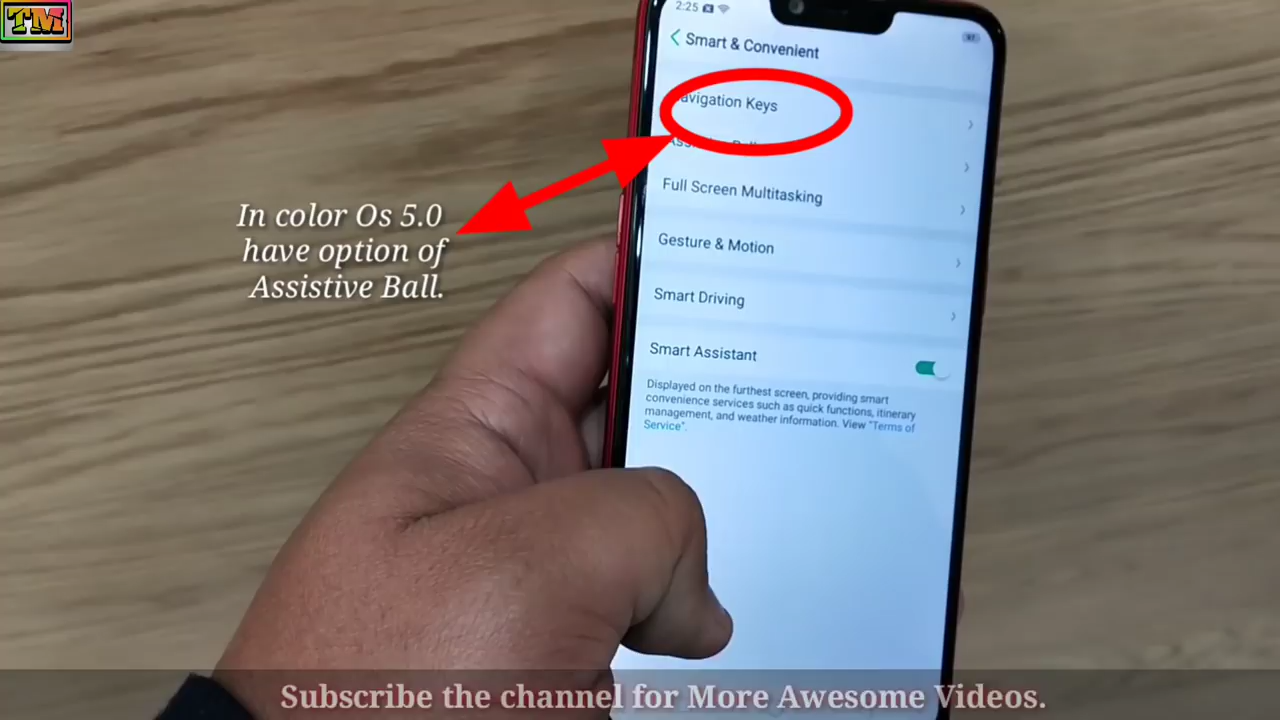 TM
2:25
Smart & Convenient
Navigation Keys
Full Screen Multitasking
In color Os 5.0
have option of
Assistive Ball.
Gesture & Motion
Smart Driving
Smart Assistant
Displayed on the furthest screen, providing smart
convenience services such as quick functions, itinerary
management, and weather information. View "Terms of
Service".
Subscribe the channel for More Awesome Videos.